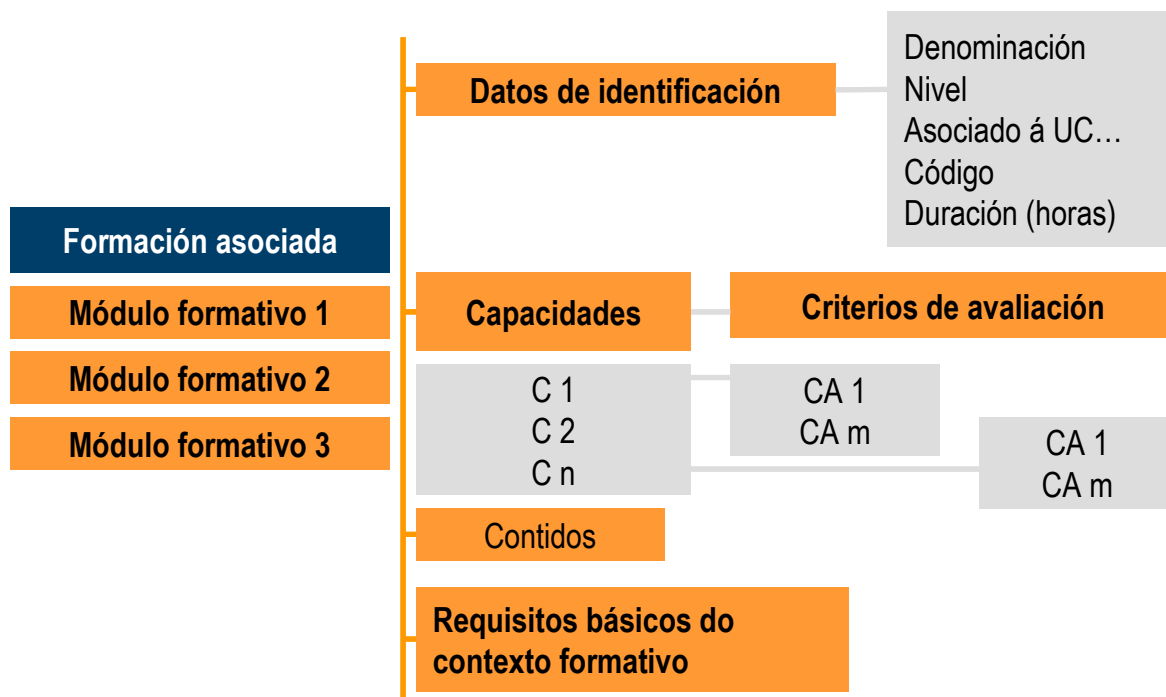 Formación asociada
Módulo formativo 1
Módulo formativo 2
Módulo formativo 3
Datos de identificación
Denominación
Nivel
Asociado á UC…
Código
Duración (horas)
Capacidades
Criterios de avaliación
C 1
C 2
C n
CA 1
CA m
CA 1
CA m
Contidos
Requisitos básicos do
contexto formativo